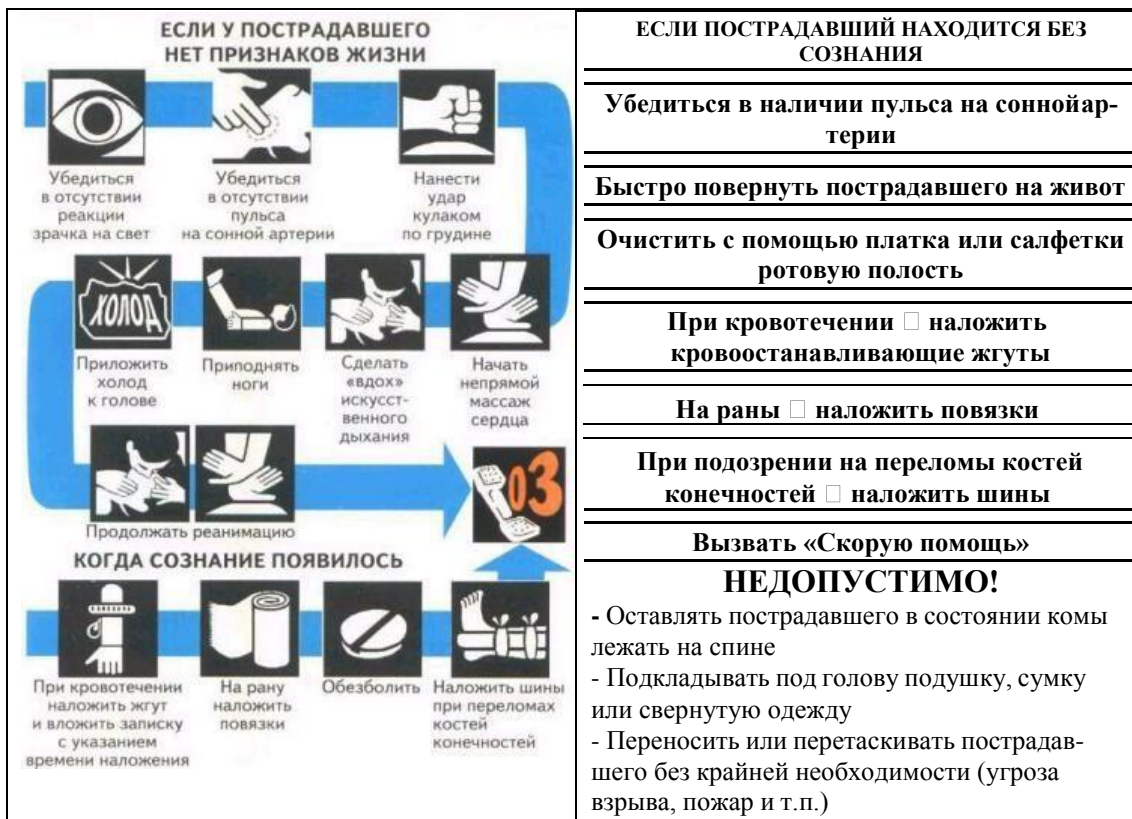 ЕСЛИ У ПОСТРАДАВШЕГО
НЕТ ПРИЗНАКОВ ЖИЗНИ
Убедиться
в отсутствии
реакции
зрачка на свет
Убедиться
в отсутствии
пульса
на сонной артерии
Нанести
удар
кулаком
по грудине
ХОЛОД
Приложить
холод
к голове
Приподнять
ноги
Сделать
«вдох»
искусст-
венного
дыхания
Начать
непрямой
массаж
сердца
Продолжать реанимацию
03
КОГДА СОЗНАНИЕ ПОЯВИЛОСЬ
При кровотечении
наложить жгут
и вложить записку
с указанием
времени наложения
На рану
наложить
повязки
Обезболить
Наложить шины
при переломах
костей
конечностей
ЕСЛИ ПОСТРАДАВШИЙ НАХОДИТСЯ БЕЗ
СОЗНАНИЯ
Убедиться в наличии пульса на соннойар-
терии
Быстро повернуть пострадавшего на живот
Очистить с помощью платка или салфетки
ротовую полость
При кровотечении □ наложить
кровоостанавливающие жгуты
На раны □ наложить повязки
При подозрении на переломы костей
конечностей □ наложить шины
Вызвать «Скорую помощь»
НЕДОПУСТИМО!
- Оставлять пострадавшего в состоянии комы
лежать на спине
- Подкладывать под голову подушку, сумку
или свернутую одежду
- Переносить или перетаскивать пострадав-
шего без крайней необходимости (угроза
взрыва, пожар и т.п.)